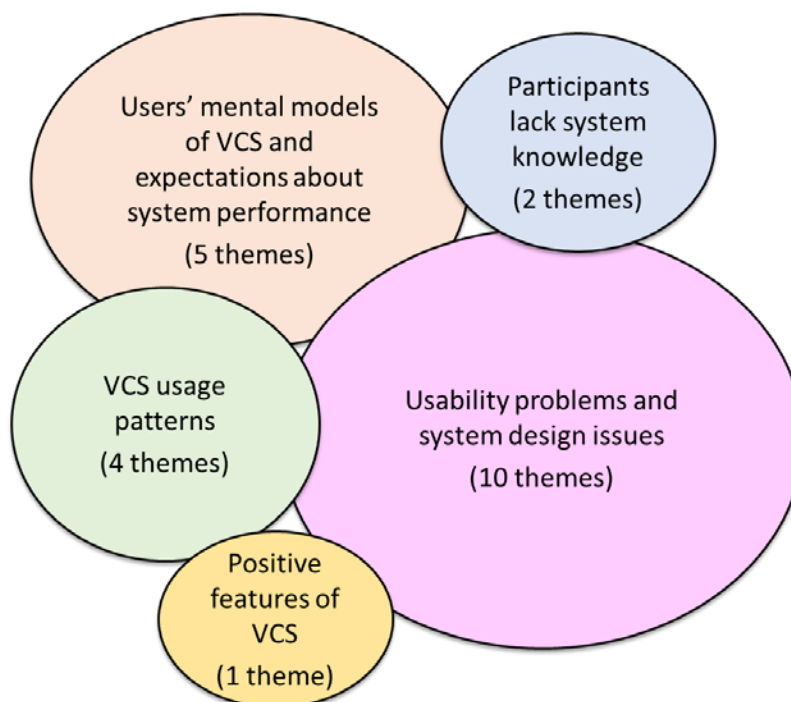 Users’ mental models
of VCS and
expectations about
system performance
(5 themes)
Participants
lack system
knowledge
(2 themes)
VCS usage
patterns
(4 themes)
Usability problems and
system design issues
(10 themes)
Positive
features of
VCS
(1 theme)